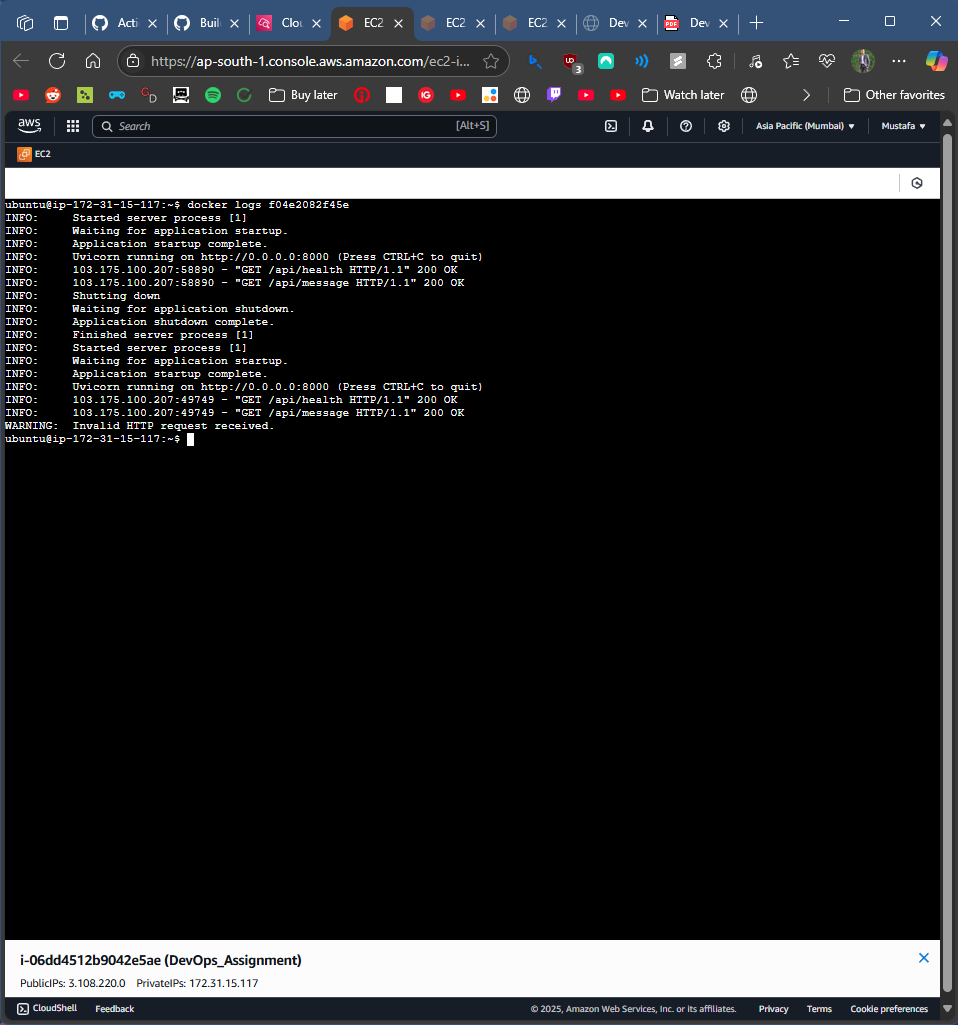 Acti
Buil
Clou
EC2
EC2
EC2
Dev
PDF
Dev
https://ap-south-1.console.aws.amazon.com/ec2-i...
UD
3
CD
Buy later
IG
Watch later
Other favorites
aws
Search
[Alt+S]
Asia Pacific (Mumbai)
Mustafa
EC2
ubuntu@ip-172-31-15-117:~$ docker logs f04e2082f45e
INFO:     Started server process [1]
INFO:     Waiting for application startup.
INFO:     Application startup complete.
INFO:     Uvicorn running on http://0.0.0.0:8000 (Press CTRL+C to quit)
INFO:     103.175.100.207:58890 - "GET /api/health HTTP/1.1" 200 OK
INFO:     103.175.100.207:58890 - "GET /api/message HTTP/1.1" 200 OK
INFO:     Shutting down
INFO:     Waiting for application shutdown.
INFO:     Application shutdown complete.
INFO:     Finished server process [1]
INFO:     Started server process [1]
INFO:     Waiting for application startup.
INFO:     Application startup complete.
INFO:     Uvicorn running on http://0.0.0.0:8000 (Press CTRL+C to quit)
INFO:     103.175.100.207:49749 - "GET /api/health HTTP/1.1" 200 OK
INFO:     103.175.100.207:49749 - "GET /api/message HTTP/1.1" 200 OK
WARNING:  Invalid HTTP request received.
ubuntu@ip-172-31-15-117:~$
i-06dd4512b9042e5ae (DevOps_Assignment)
PublicIPs: 3.108.220.0 PrivateIPs: 172.31.15.117
CloudShell
Feedback
© 2025, Amazon Web Services, Inc. or its affiliates.
Privacy
Terms
Cookie preferences